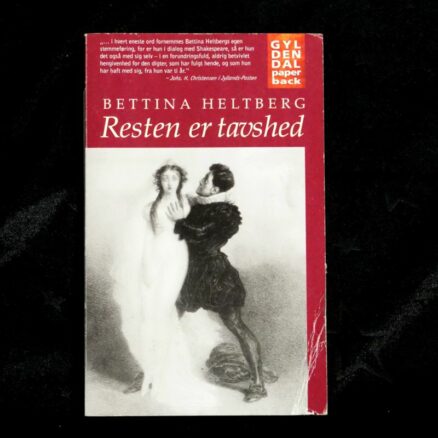 „... i hvert eneste ord fornemmes Bettina Heltbergs egen
stemmeføring, for er hun i dialog med Shakespeare, så er hun
det også med sig selv – i en forundringsfuld, aldrig betvivlet
hengivenhed for den digter, som har fulgt hende, og som hun
har haft med sig, fra hun var ti år.”
– Johs. H. Christensen i Jyllands-Posten
GYL
DEN
DAL
paper
back
BETTINA HELTBERG
Resten er tavshed